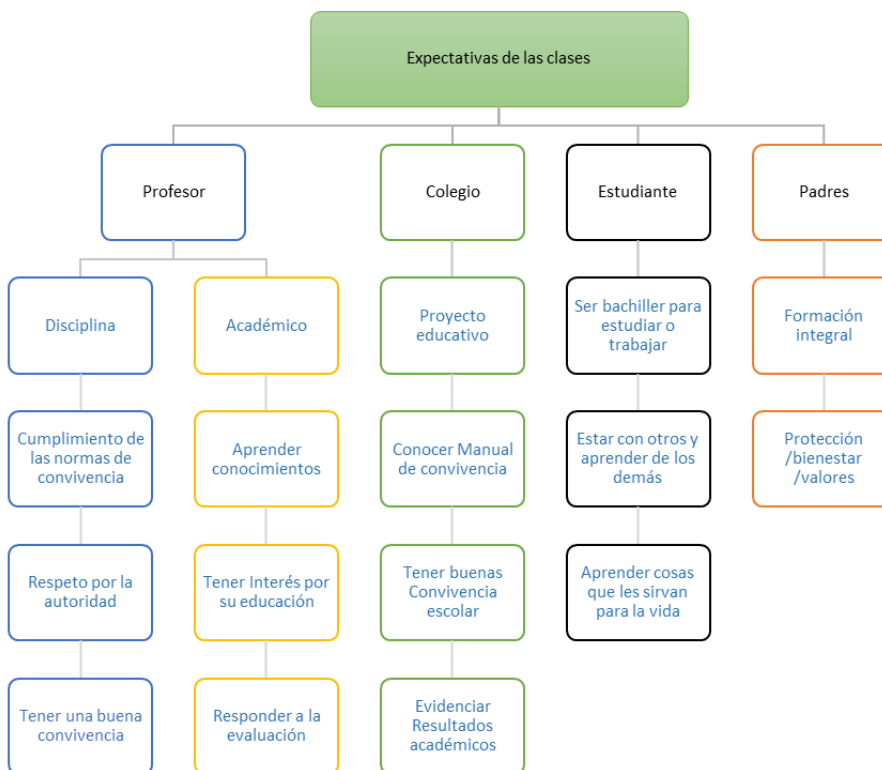 Expectativas de las clases
Profesor
Colegio
Estudiante
Padres
Disciplina
Académico
Proyecto
educativo
Ser bachiller para
estudiar o
trabajar
Formación
integral
Cumplimiento de
las normas de
convivencia
Aprender
conocimientos
Conocer Manual
de convivencia
Estar con otros y
aprender de los
demás
Protección
/bienestar
/valores
Respeto por la
autoridad
Tener Interés por
su educación
Tener buenas
Convivencia
escolar
Aprender cosas
que les sirvan
para la vida
Tener una buena
convivencia
Responder a la
evaluación
Evidenciar
Resultados
académicos